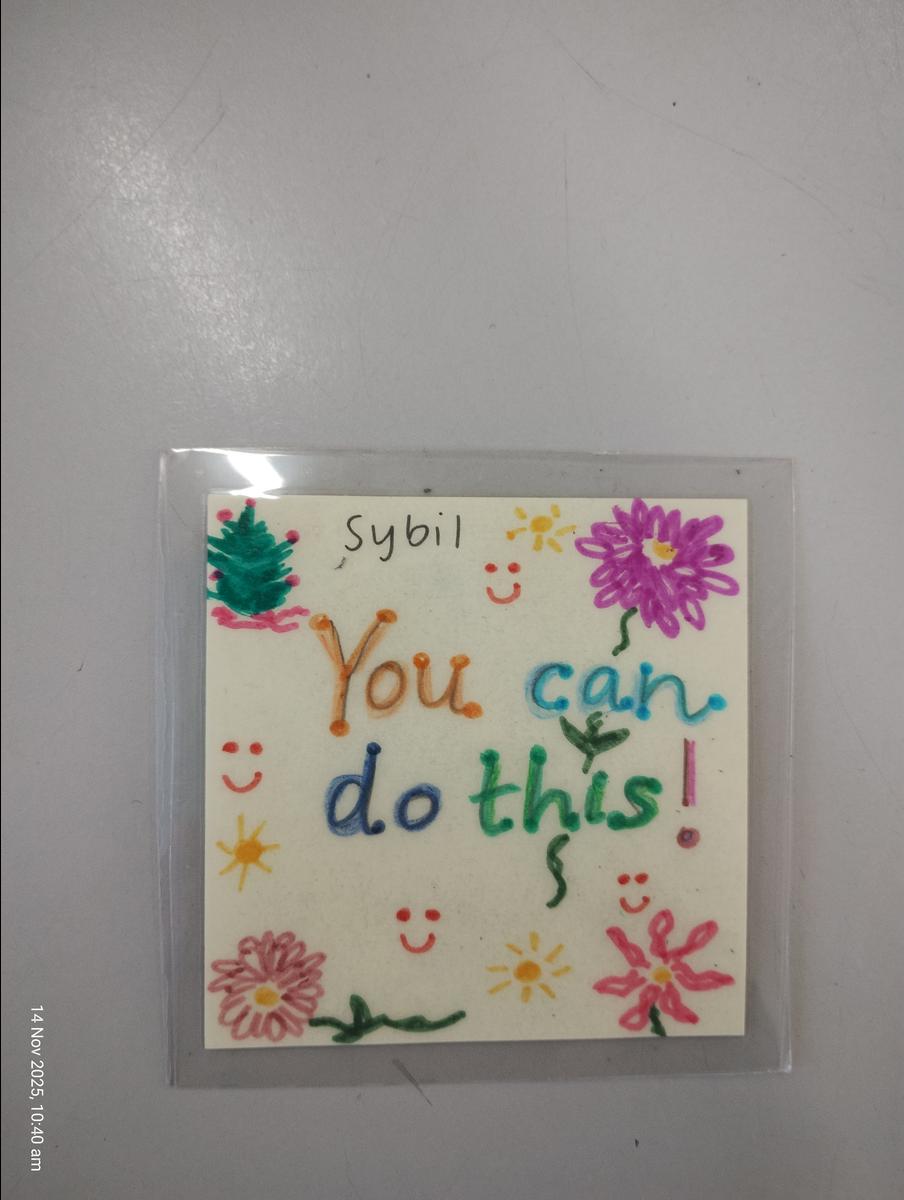 Sybil
You can
do this!
14 Nov 2025, 10:40 am